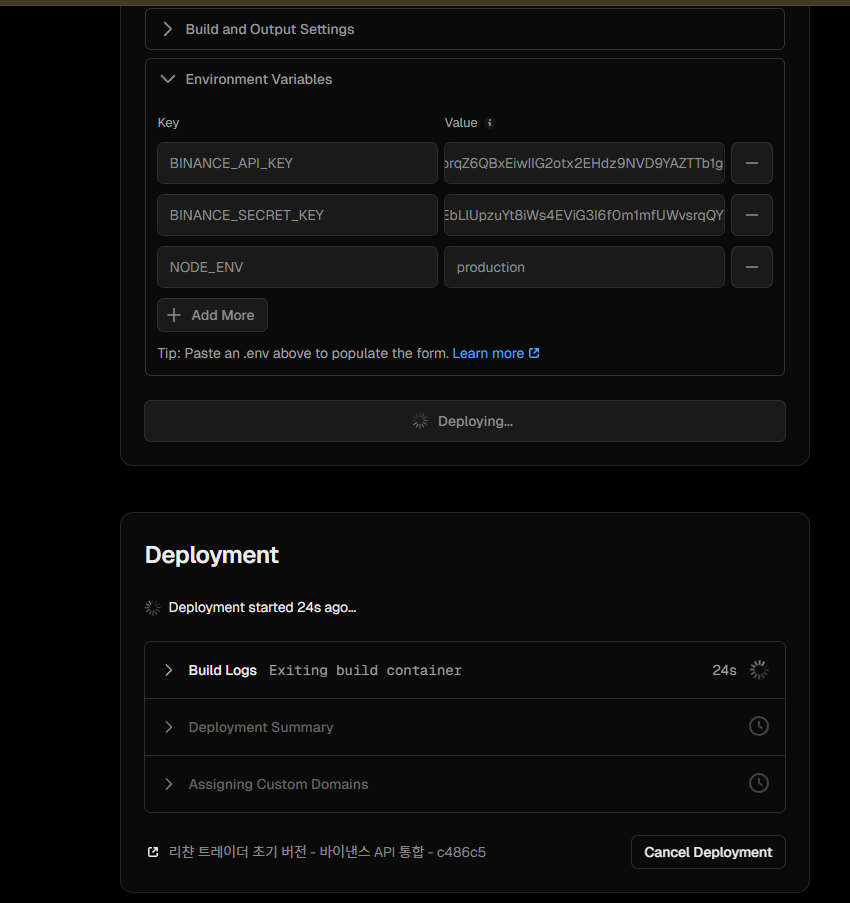 Build and Output Settings
Environment Variables
Key Value
BINANCE_API_KEY
BINANCE_SECRET_KEY
NODE_ENV production
Add More
Tip: Paste an .env above to populate the form. Learn more
Deploying...
Deployment
Deployment started 24s ago...
Build Logs Exiting build container 24s
Deployment Summary
Assigning Custom Domains
리챤 트레이더 초기 버전 - 바이낸스 API 통합 - c486c5
Cancel Deployment